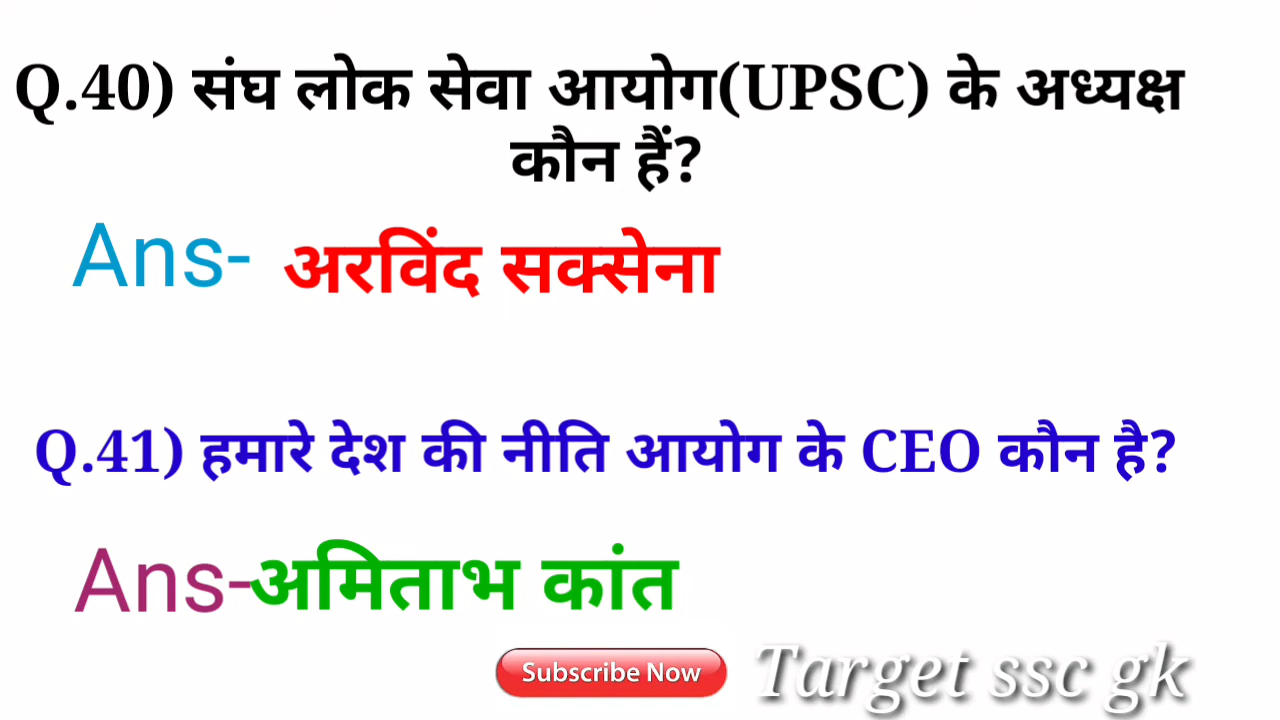 Q.40) संघ लोक सेवा आयोग(UPSC) के अध्यक्ष
कौन हैं?
Ans- अरविंद सक्सेना
Q.41) हमारे देश की नीति आयोग के CEO कौन है?
Ans-अमिताभ कांत
Subscribe Now
Target ssc gk